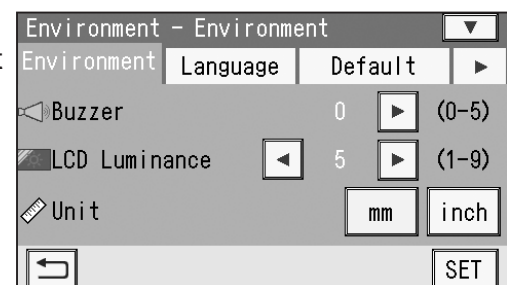 Environment - Environment ▼
Environment Language Default ►
Buzzer 0 ► (0-5)
LCD Luminance ◄ 5 ► (1-9)
Unit mm inch
SET